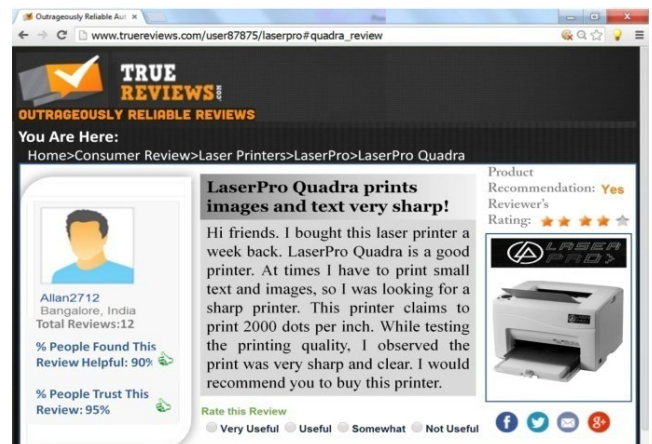 Outrageously Reliable Aut
www.truereviews.com/user87875/laserpro#quadra_review
TRUE
REVIEWS.com
OUTRAGEOUSLY RELIABLE REVIEWS
You Are Here:
Home>Consumer Review>Laser Printers>LaserPro>LaserPro Quadra
Allan2712
Bangalore, India
Total Reviews:12
% People Found This
Review Helpful: 90%
% People Trust This
Review: 95%
LaserPro Quadra prints
images and text very sharp!
Hi friends. I bought this laser printer a
week back. LaserPro Quadra is a good
printer. At times I have to print small
text and images, so I was looking for a
sharp printer. This printer claims to
print 2000 dots per inch. While testing
the printing quality, I observed the
print was very sharp and clear. I would
recommend you to buy this printer.
Rate this Review
Very Useful Useful Somewhat Not Useful
Product
Recommendation: Yes
Reviewer's
Rating:
LASER
PRO>
f
g+